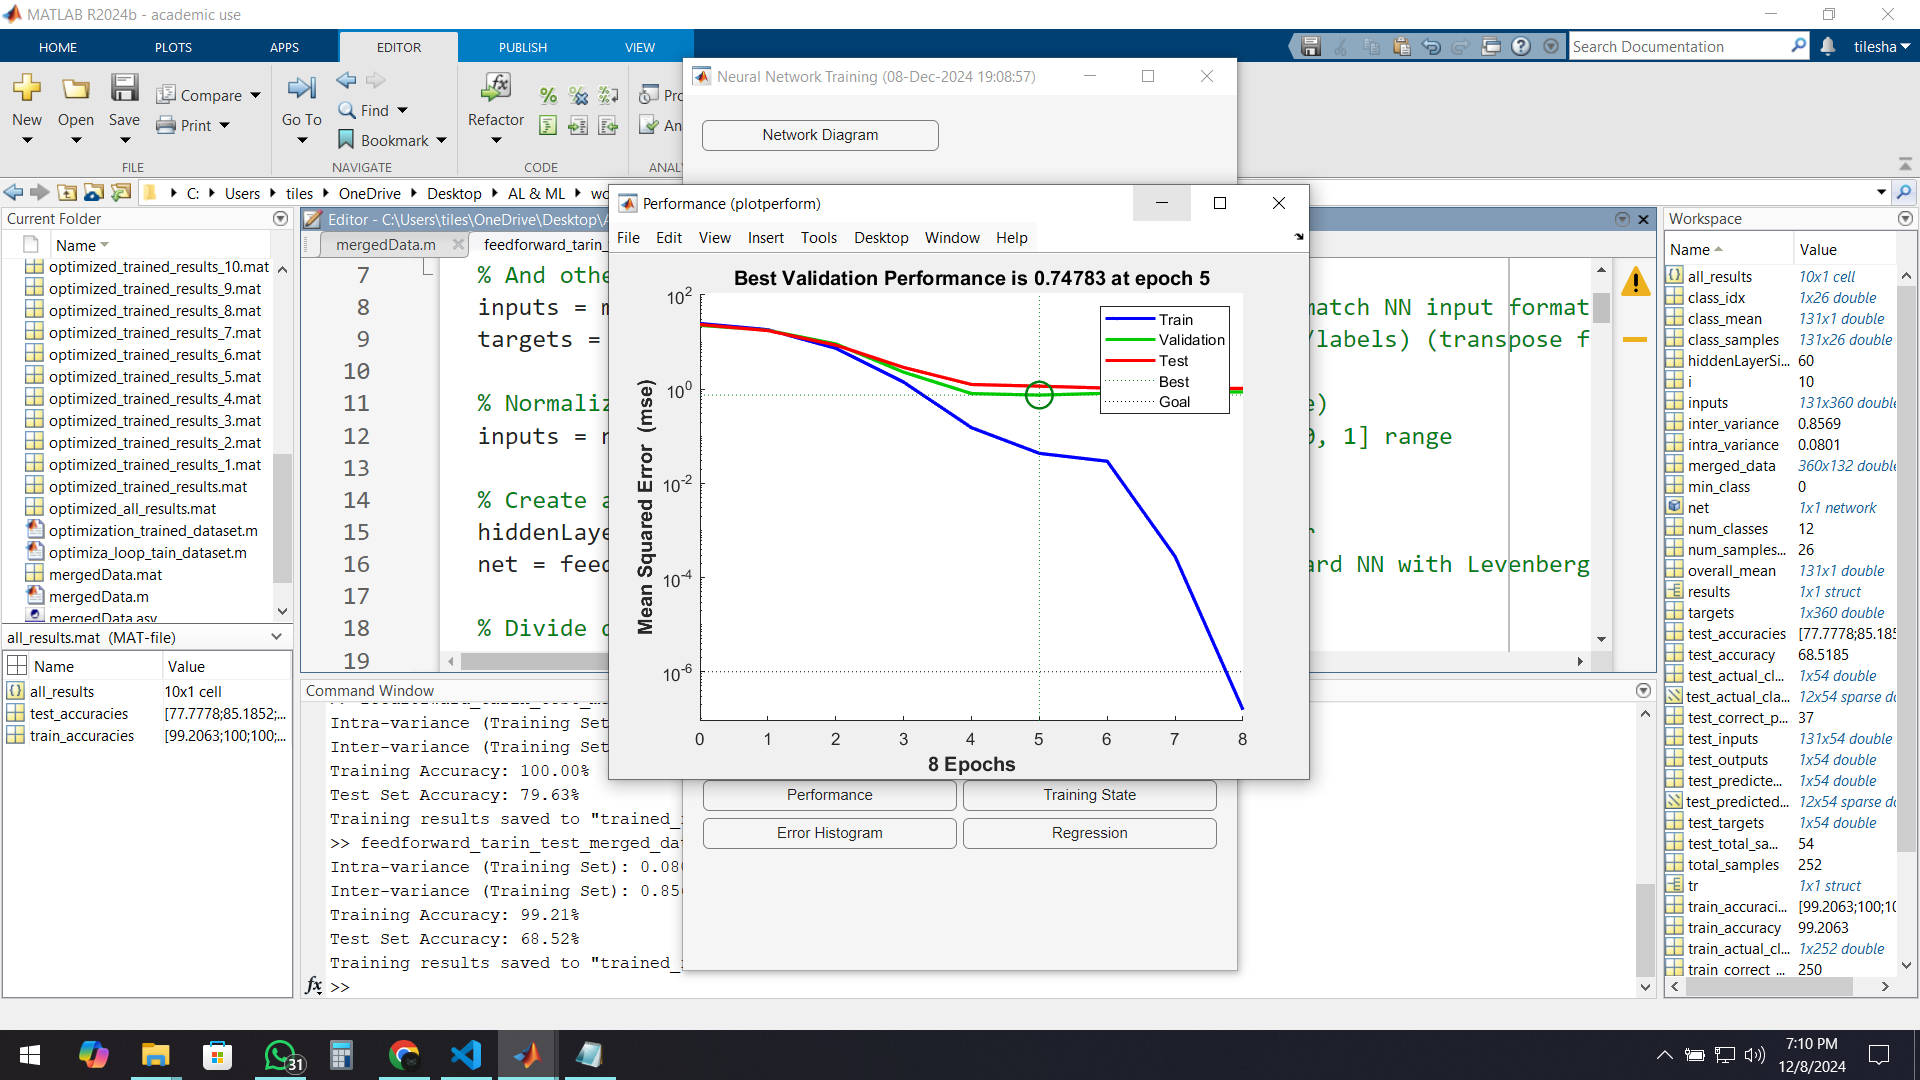 MATLAB R2024b - academic use
HOME PLOTS APPS EDITOR PUBLISH VIEW
Search Documentation
tilesha
New Open Save Compare Print
Go To Find Bookmark
Refactor
FILE NAVIGATE CODE
Neural Network Training (08-Dec-2024 19:08:57)
Network Diagram
C: Users tiles OneDrive Desktop AL & ML
Current Folder
Name
optimized_trained_results_10.mat
optimized_trained_results_9.mat
optimized_trained_results_8.mat
optimized_trained_results_7.mat
optimized_trained_results_6.mat
optimized_trained_results_5.mat
optimized_trained_results_4.mat
optimized_trained_results_3.mat
optimized_trained_results_2.mat
optimized_trained_results_1.mat
optimized_trained_results.mat
optimized_all_results.mat
optimization_trained_dataset.m
optimiza_loop_tain_dataset.m
mergedData.mat
mergedData.m
mergedData.asv
all_results.mat (MAT-file)
Name Value
all_results 10x1 cell
test_accuracies [77.7778;85.1852;...
train_accuracies [99.2063;100;100;...
Editor - C:\Users\tiles\OneDrive\Desktop\
mergedData.m feedforward_tarin_
7 % And
8 inputs = match NN input format
9 targets = /labels) (transpose f
10
11 %
12 inputs = 1] range
13
14 % Create
15
16 net = NN with Levenberg
17
18 % Divide
19
Performance (plotperform)
File Edit View Insert Tools Desktop Window Help
Best Validation Performance is 0.74783 at epoch 5
Train
Validation
Test
Best
Goal
Mean Squared Error (mse)
10^2
10^0
10^-2
10^-4
10^-6
0 1 2 3 4 5 6 7 8
8 Epochs
Performance Training State
Error Histogram Regression
Command Window
Intra-variance (Training Set
Inter-variance (Training Set
Training Accuracy: 100.00%
Test Set Accuracy: 79.63%
Training results saved to "trained_
>> feedforward_tarin_test_merged_da
Intra-variance (Training Set): 0.08
Inter-variance (Training Set): 0.85
Training Accuracy: 99.21%
Test Set Accuracy: 68.52%
Training results saved to "trained_
fx >>
Workspace
Name Value
all_results 10x1 cell
class_idx 1x26 double
class_mean 131x1 double
class_samples 131x26 double
hiddenLayerSi... 60
i 10
inputs 131x360 double
inter_variance 0.8569
intra_variance 0.0801
merged_data 360x132 double
min_class 0
net 1x1 network
num_classes 12
num_samples... 26
overall_mean 131x1 double
results 1x1 struct
targets 1x360 double
test_accuracies [77.7778;85.185
test_accuracy 68.5185
test_actual_cl... 1x54 double
test_actual_cla... 12x54 sparse do
test_correct_p... 37
test_inputs 131x54 double
test_outputs 1x54 double
test_predicte... 1x54 double
test_predicted... 12x54 sparse do
test_targets 1x54 double
test_total_sa... 54
total_samples 252
tr 1x1 struct
train_accuraci... [99.2063;100;10
train_accuracy 99.2063
train_actual_cl... 1x252 double
train_correct_... 250
31
7:10 PM
12/8/2024